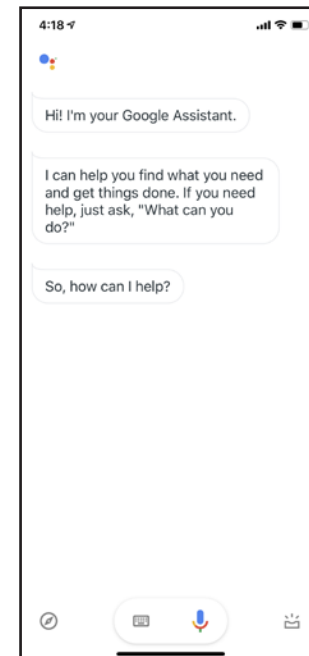 4:18
Hi! I'm your Google Assistant.
I can help you find what you need
and get things done. If you need
help, just ask, "What can you
do?"
So, how can I help?